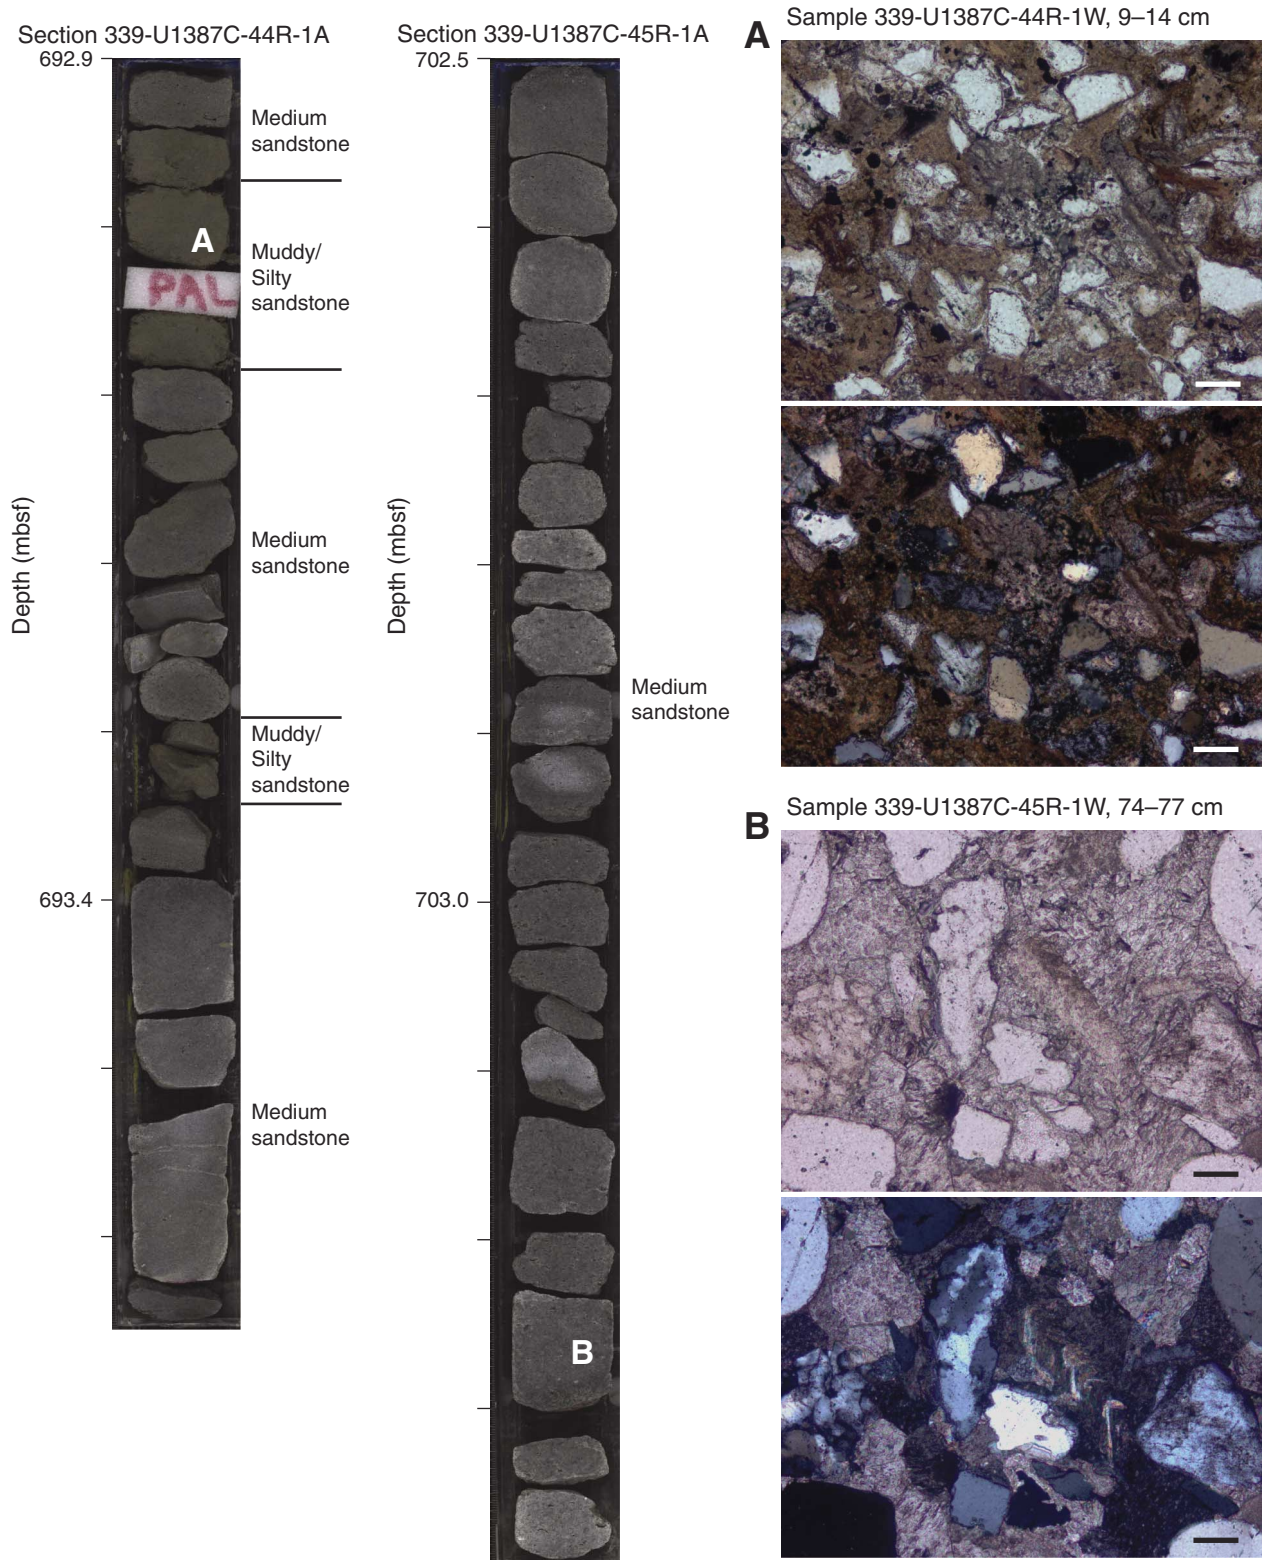 Section 339-U1387C-44R-1A
692.9
Medium
sandstone
A
Muddy/
Silty
sandstone
PAL
Depth (mbsf)
Medium
sandstone
Muddy/
Silty
sandstone
693.4
Medium
sandstone
Section 339-U1387C-45R-1A
702.5
Depth (mbsf)
Medium
sandstone
703.0
B
A
Sample 339-U1387C-44R-1W, 9–14 cm
B
Sample 339-U1387C-45R-1W, 74–77 cm